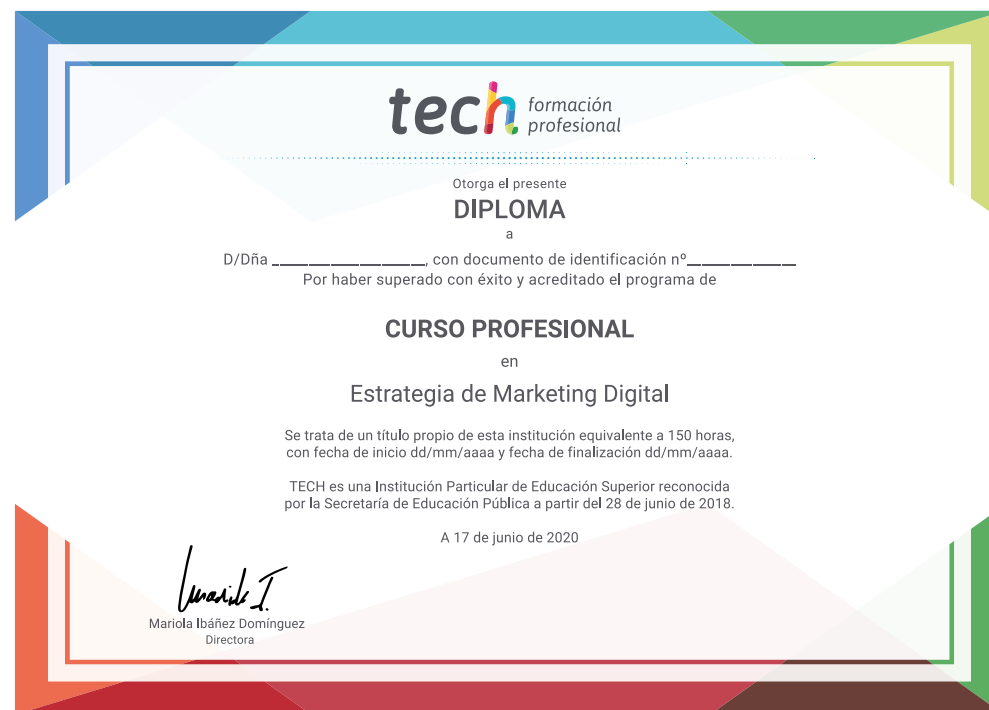 tech formación
profesional
Otorga el presente
DIPLOMA
a
D/Dña ____________________, con documento de identificación nº______________
Por haber superado con éxito y acreditado el programa de
CURSO PROFESIONAL
en
Estrategia de Marketing Digital
Se trata de un título propio de esta institución equivalente a 150 horas,
con fecha de inicio dd/mm/aaaa y fecha de finalización dd/mm/aaaa.
TECH es una Institución Particular de Educación Superior reconocida
por la Secretaría de Educación Pública a partir del 28 de junio de 2018.
A 17 de junio de 2020
Mariola I.
Mariola Ibáñez Domínguez
Directora